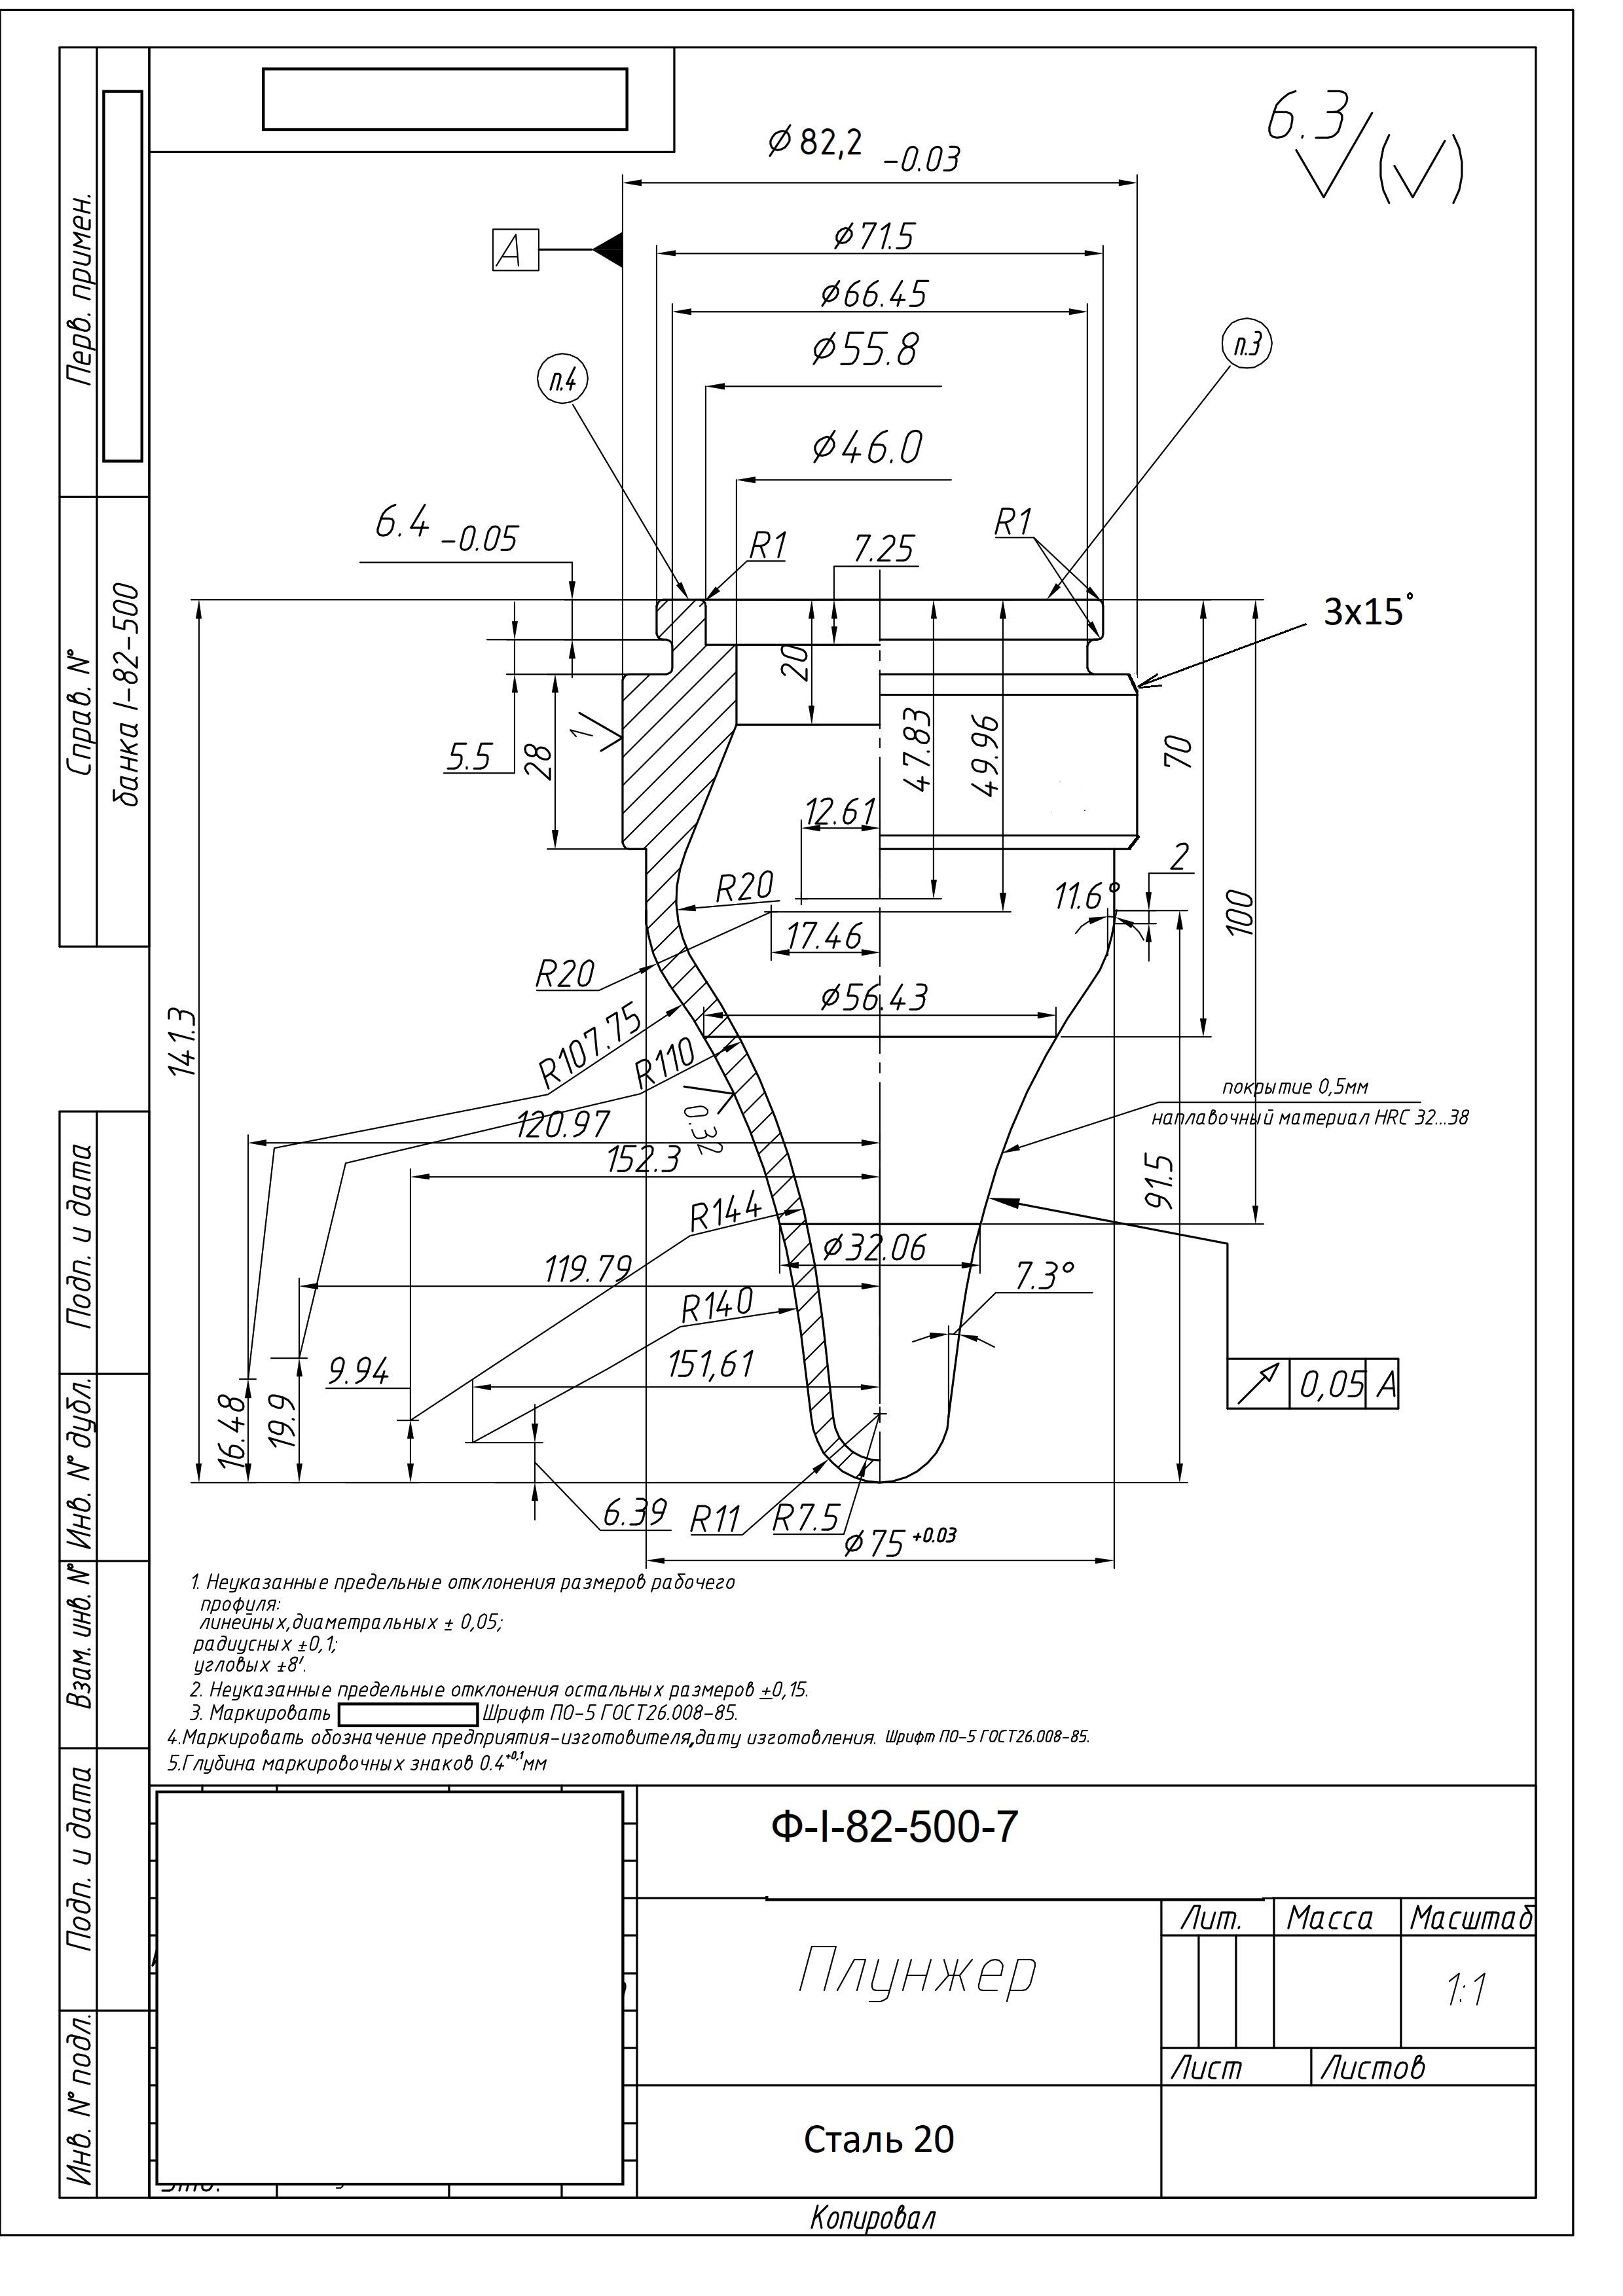 ⌀ 82,2 -0.03
6.3
A
⌀71.5
⌀66.45
⌀55.8
п.3
п.4
⌀46.0
6.4 -0.05
R1
7.25
R1
3x15°
20
5.5
28
1
47.83
49.96
70
12.61
2
R20
11.6°
100
17.46
R20
⌀56.43
141.3
R107.75
R110
покрытие 0,5мм
наплавочный материал HRC 32...38
0.32
120.97
152.3
91.5
R144
⌀32.06
119.79
7.3°
R140
151,61
9.94
0,05 A
16.48
19.9
6.39
R11
R7.5
⌀75 +0.03
1. Неуказанные предельные отклонения размеров рабочего
профиля:
линейных,диаметральных ± 0,05;
радиусных ±0,1;
угловых ±8'.
2. Неуказанные предельные отклонения остальных размеров ±0,15.
3. Маркировать Шрифт ПО-5 ГОСТ26.008-85.
4.Маркировать обозначение предприятия-изготовителя,дату изготовления. Шрифт ПО-5 ГОСТ26.008-85.
5.Глубина маркировочных знаков 0.4+0,1мм
Перв. примен.
Справ. N°
банка I-82-500
Подп. и дата
Инв. N° дубл.
Взам. инв. N°
Подп. и дата
Инв. N° подл.
Ф-I-82-500-7
Плунжер
Лит. Масса Масштаб
1:1
Лист Листов
Сталь 20
Копировал